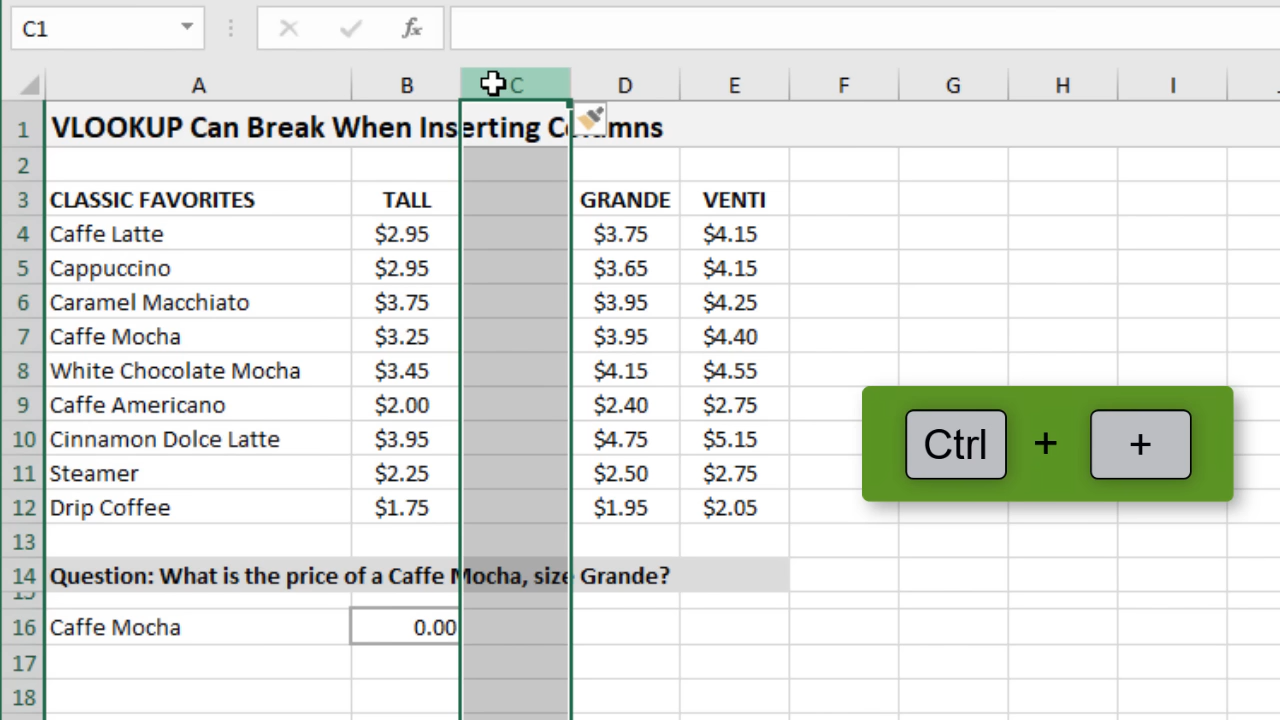 C1
fx
A B C D E F G H I
1 VLOOKUP Can Break When Inserting Columns
2
3 CLASSIC FAVORITES TALL GRANDE VENTI
4 Caffe Latte $2.95 $3.75 $4.15
5 Cappuccino $2.95 $3.65 $4.15
6 Caramel Macchiato $3.75 $3.95 $4.25
7 Caffe Mocha $3.25 $3.95 $4.40
8 White Chocolate Mocha $3.45 $4.15 $4.55
9 Caffe Americano $2.00 $2.40 $2.75
10 Cinnamon Dolce Latte $3.95 $4.75 $5.15
11 Steamer $2.25 $2.50 $2.75
12 Drip Coffee $1.75 $1.95 $2.05
Ctrl + +
13
14 Question: What is the price of a Caffe Mocha, size Grande?
15
16 Caffe Mocha 0.00
17
18